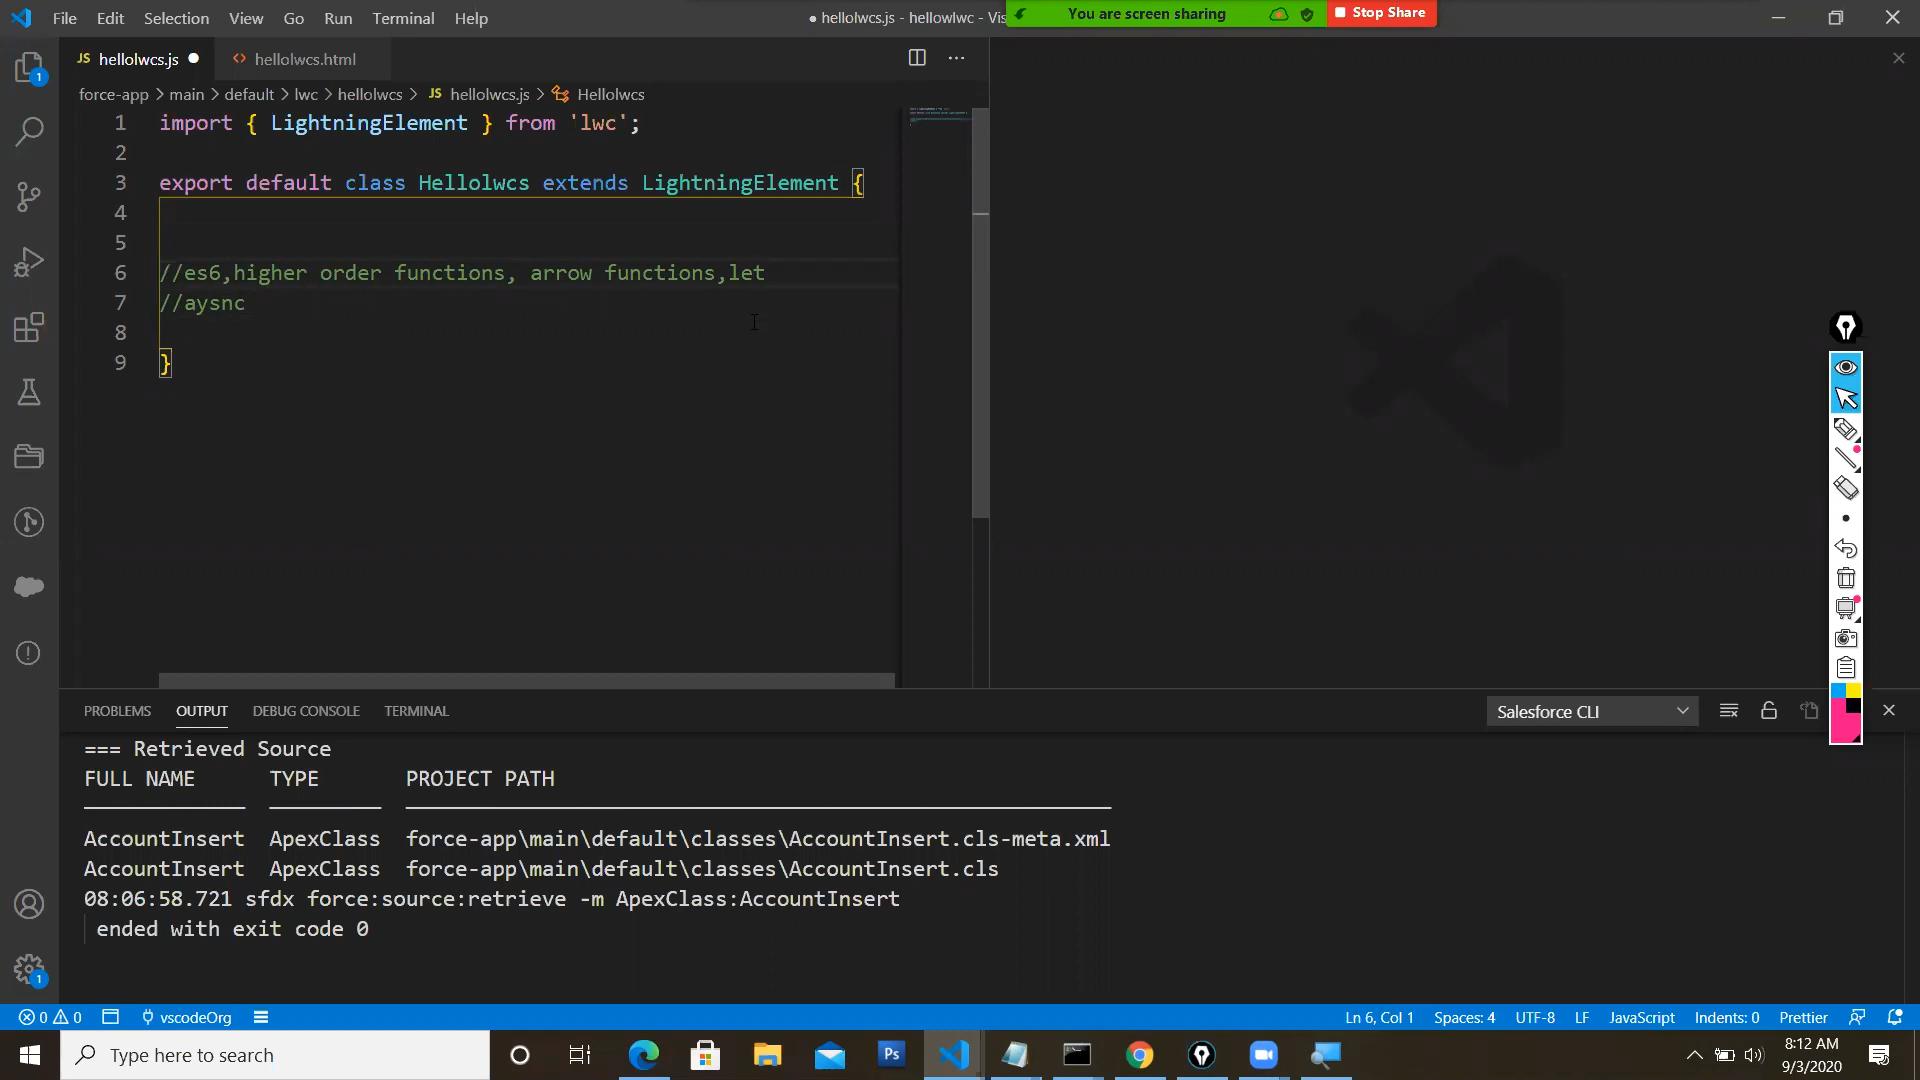 File Edit Selection View Go Run Terminal Help
● hellolwcs.js - hellowlwc - Vis
You are screen sharing
Stop Share
JS hellolwcs.js ●
<> hellolwcs.html
force-app > main > default > lwc > hellolwcs > JS hellolwcs.js > Hellolwcs
1 import { LightningElement } from 'lwc';
2
3 export default class Hellolwcs extends LightningElement {
4
5
6 //es6,higher order functions, arrow functions,let
7 //aysnc
8
9 }
1
1
PROBLEMS OUTPUT DEBUG CONSOLE TERMINAL
Salesforce CLI
=== Retrieved Source
FULL NAME TYPE PROJECT PATH
AccountInsert ApexClass force-app\main\default\classes\AccountInsert.cls-meta.xml
AccountInsert ApexClass force-app\main\default\classes\AccountInsert.cls
08:06:58.721 sfdx force:source:retrieve -m ApexClass:AccountInsert
ended with exit code 0
0 0 vscodeOrg
Ln 6, Col 1 Spaces: 4 UTF-8 LF JavaScript Indents: 0 Prettier
Type here to search
Ps
8:12 AM
9/3/2020